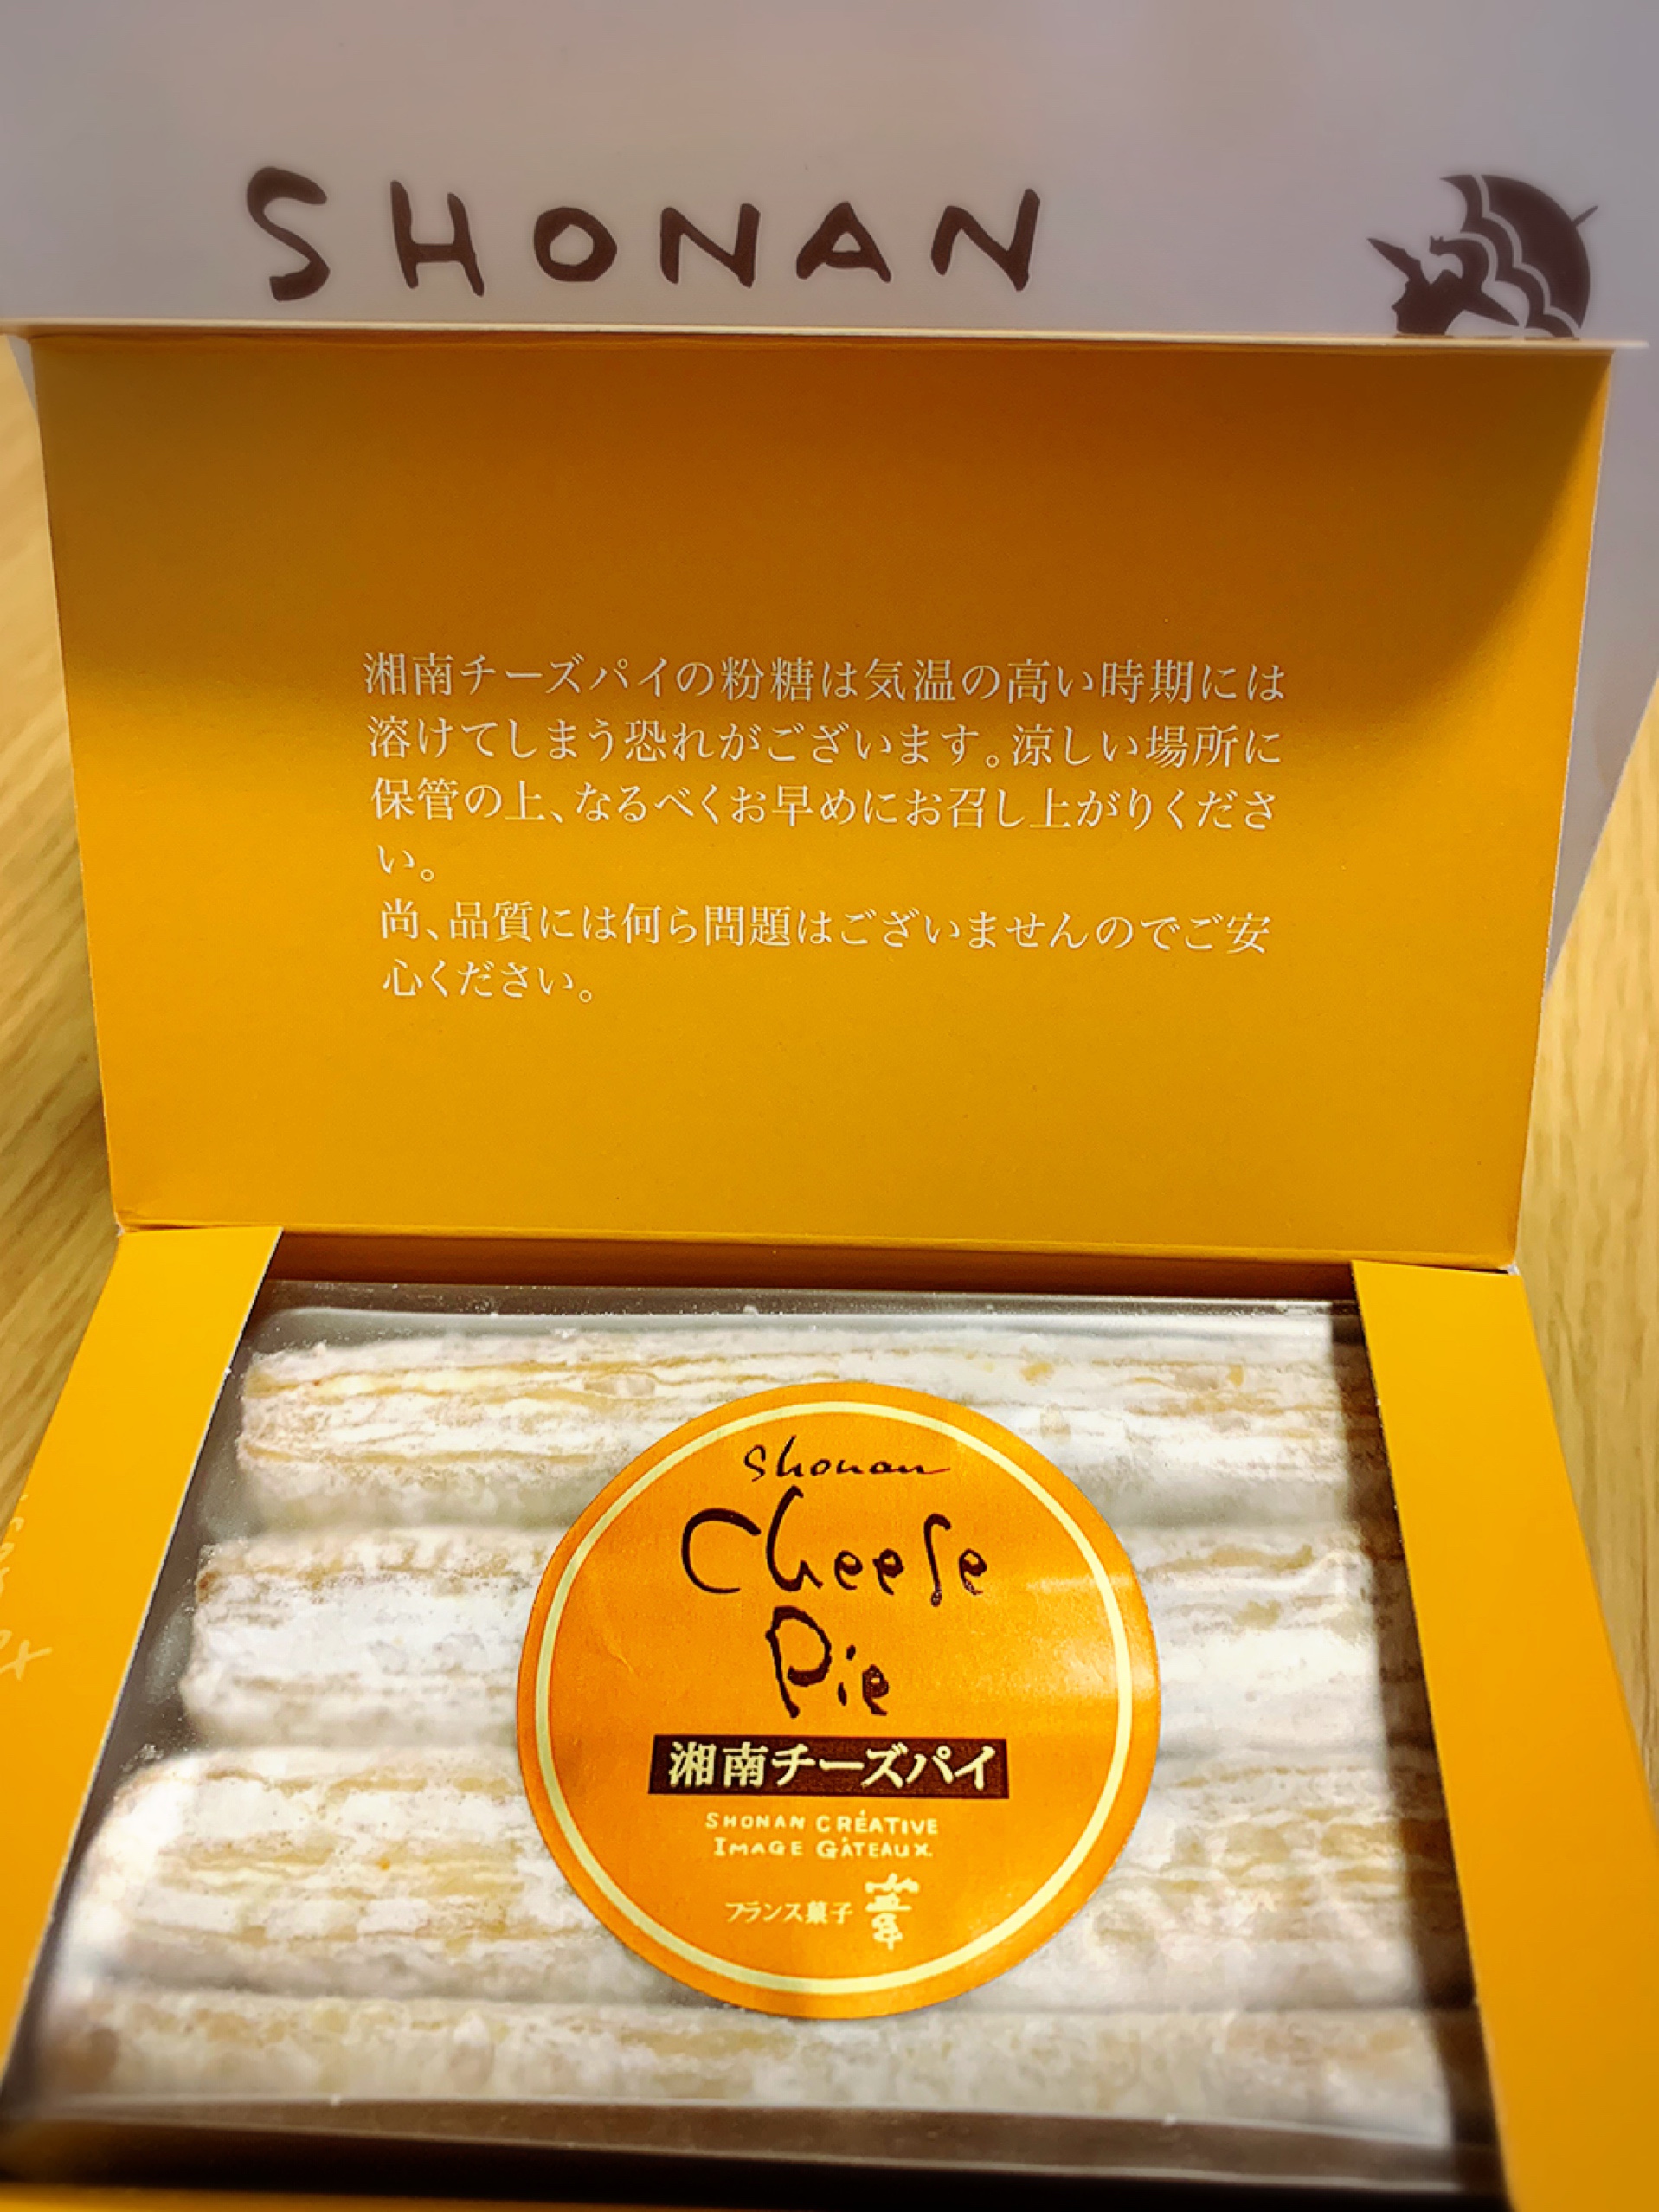 SHONAN
湘南チーズパイの粉糖は気温の高い時期には
溶けてしまう恐れがございます。涼しい場所に
保管の上、なるべくお早めにお召し上がりくださ
い。
尚、品質には何ら問題はございませんのでご安
心ください。
Shonan
Cheese
Pie
湘南チーズパイ
SHONAN CRÉATIVE
IMAGE GÂTEAUX.
フランス菓子 葦